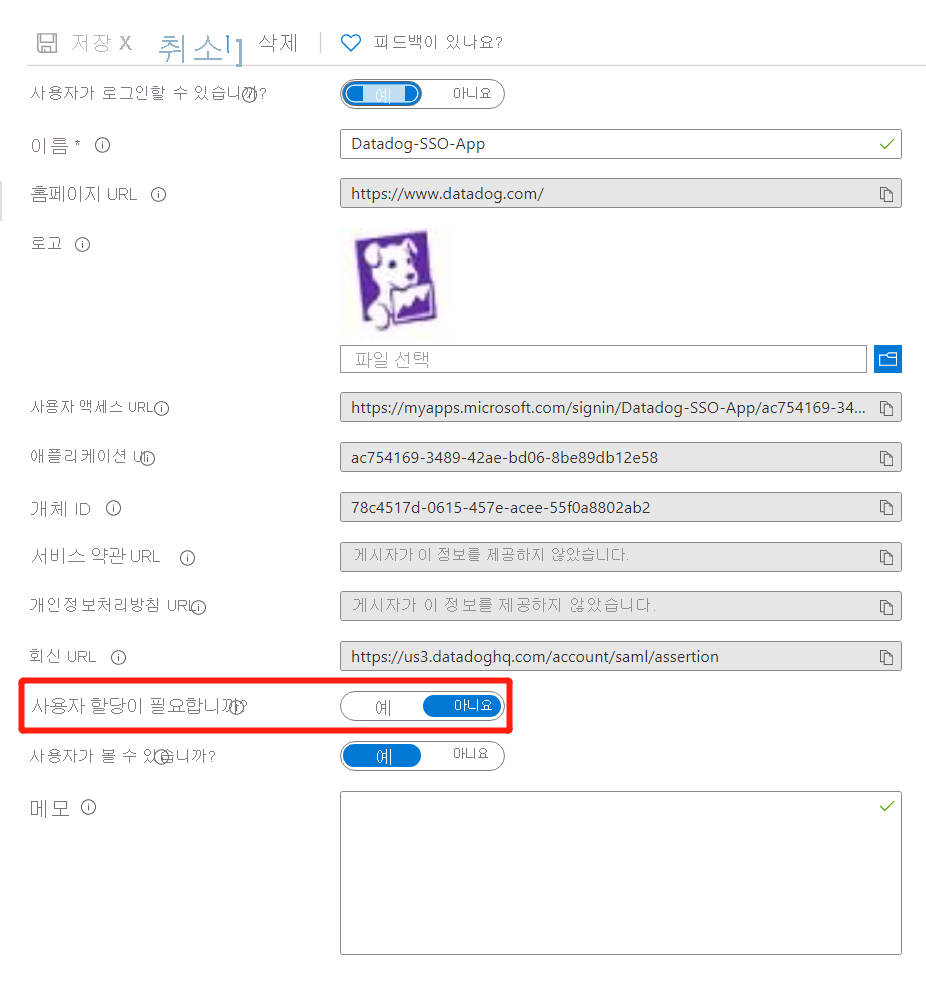 저장 X 취소 삭제 피드백이 있나요?
사용자가 로그인할 수 있습니까? 예 아니요
이름 * Datadog-SSO-App
홈페이지 URL https://www.datadog.com/
로고
파일 선택
사용자 액세스 URL https://myapps.microsoft.com/signin/Datadog-SSO-App/ac754169-34...
애플리케이션 ac754169-3489-42ae-bd06-8be89db12e58
개체 ID 78c4517d-0615-457e-acee-55f0a8802ab2
서비스 약관 URL 게시자가 이 정보를 제공하지 않았습니다.
개인정보처리방침 URL 게시자가 이 정보를 제공하지 않았습니다.
회신 URL https://us3.datadoghq.com/account/saml/assertion
사용자 할당이 필요합니까? 예 아니요
사용자가 볼 수 있습니까? 예 아니요
메모